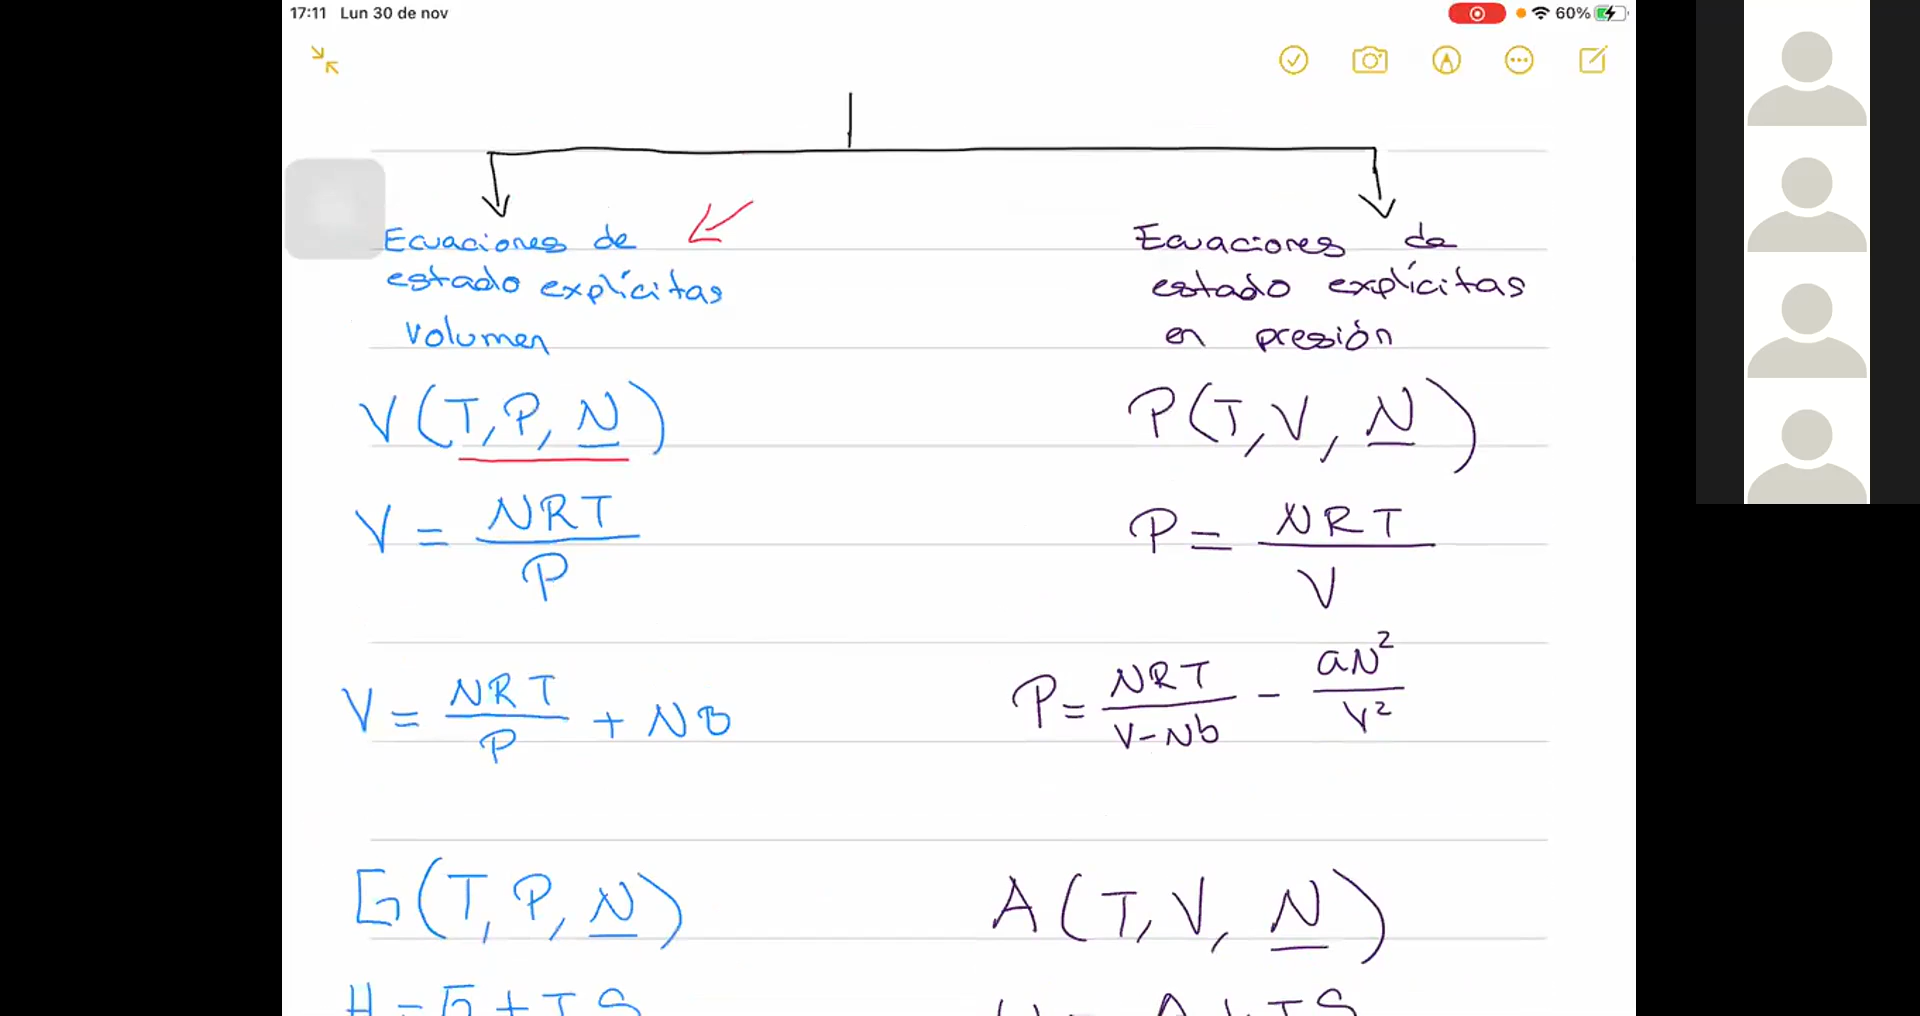 17:11 Lun 30 de nov
60%
Ecuaciones de
estado explícitas
volumen
V(T,P,N)
V = NRT
P
V = NRT + NB
P
G(T,P,N)
H = G + TS
Ecuaciones de
estado explícitas
en presión
P(T,V,N)
P = NRT
V
P = NRT - aN²
V-Nb V²
A(T,V,N)